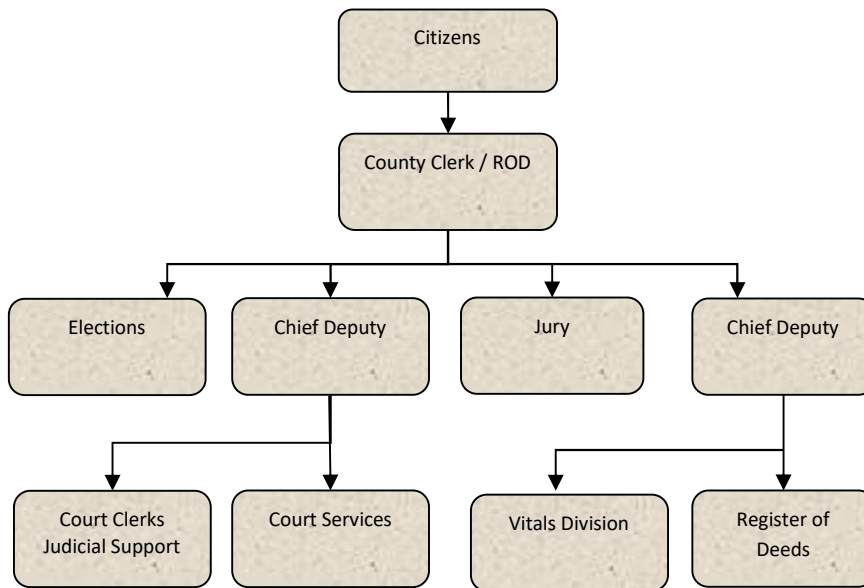 Citizens
County Clerk / ROD
Elections
Chief Deputy
Jury
Chief Deputy
Court Clerks
Judicial Support
Court Services
Vitals Division
Register of
Deeds